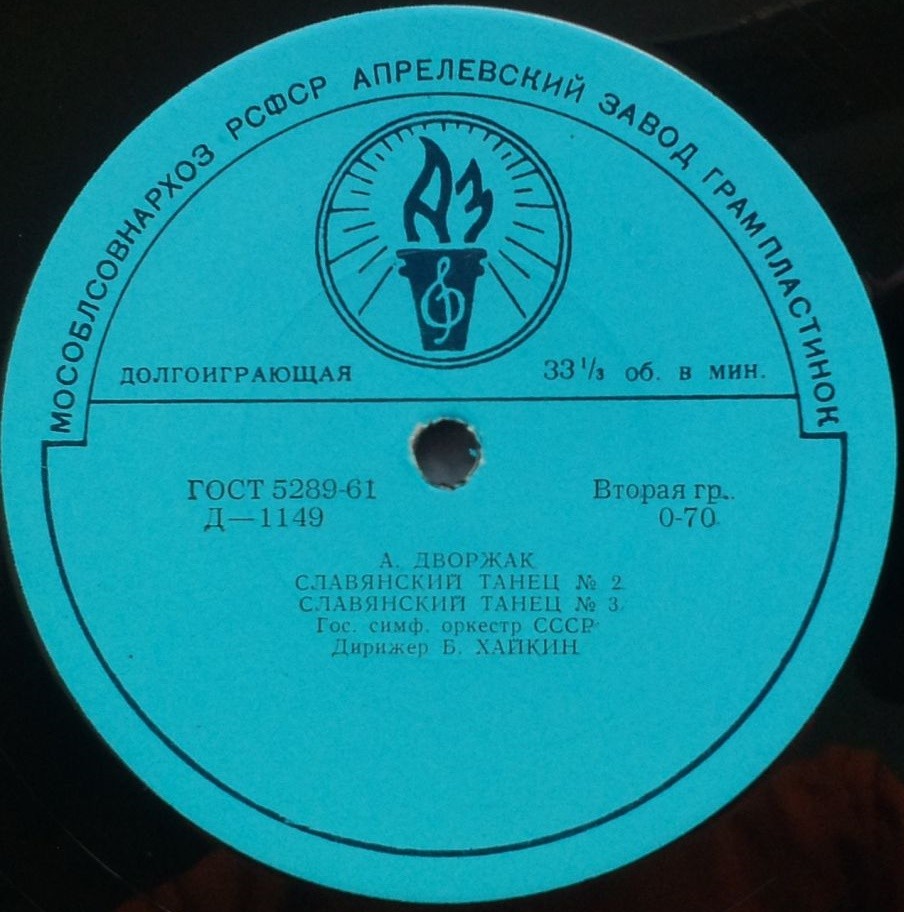 МОСОБЛСОВНАРХОЗ РСФСР АПРЕЛЕВСКИЙ ЗАВОД ГРАМПЛАСТИНОК
АЗ
ДОЛГОИГРАЮЩАЯ 33 1/3 об. в мин.
ГОСТ 5289-61 Вторая гр..
Д—1149 0-70
А. ДВОРЖАК
СЛАВЯНСКИЙ ТАНЕЦ № 2
СЛАВЯНСКИЙ ТАНЕЦ № 3
Гос. симф. оркестр СССР
Дирижер Б. ХАЙКИН